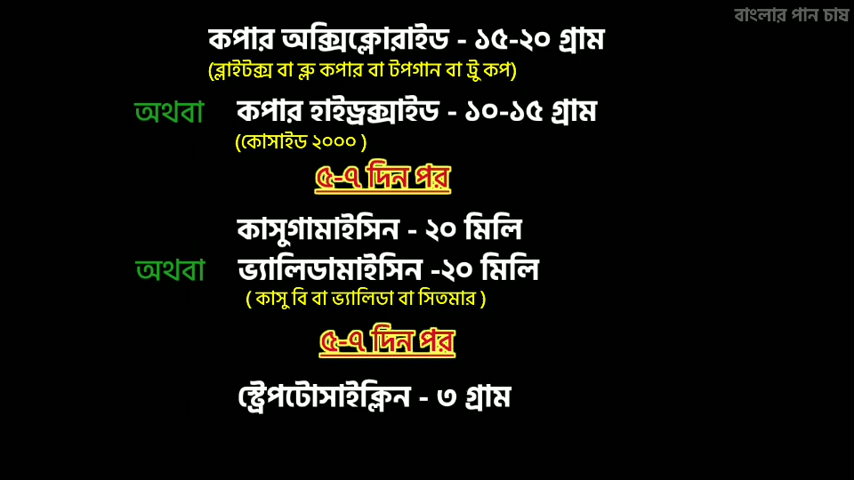 বাংলার পান চাষ
কপার অক্সিক্লোরাইড - ১৫-২০ গ্রাম
(ব্লাইটক্স বা ব্লু কপার বা টপগান বা ট্রু কপ)
অথবা কপার হাইড্রক্সাইড - ১০-১৫ গ্রাম
(কোসাইড ২০০০ )
৫-৭ দিন পর
কাসুগামাইসিন - ২০ মিলি
অথবা ভ্যালিডামাইসিন -২০ মিলি
( কাসু বি বা ভ্যালিডা বা সিতমার )
৫-৭ দিন পর
স্ট্রেপটোসাইক্লিন - ৩ গ্রাম